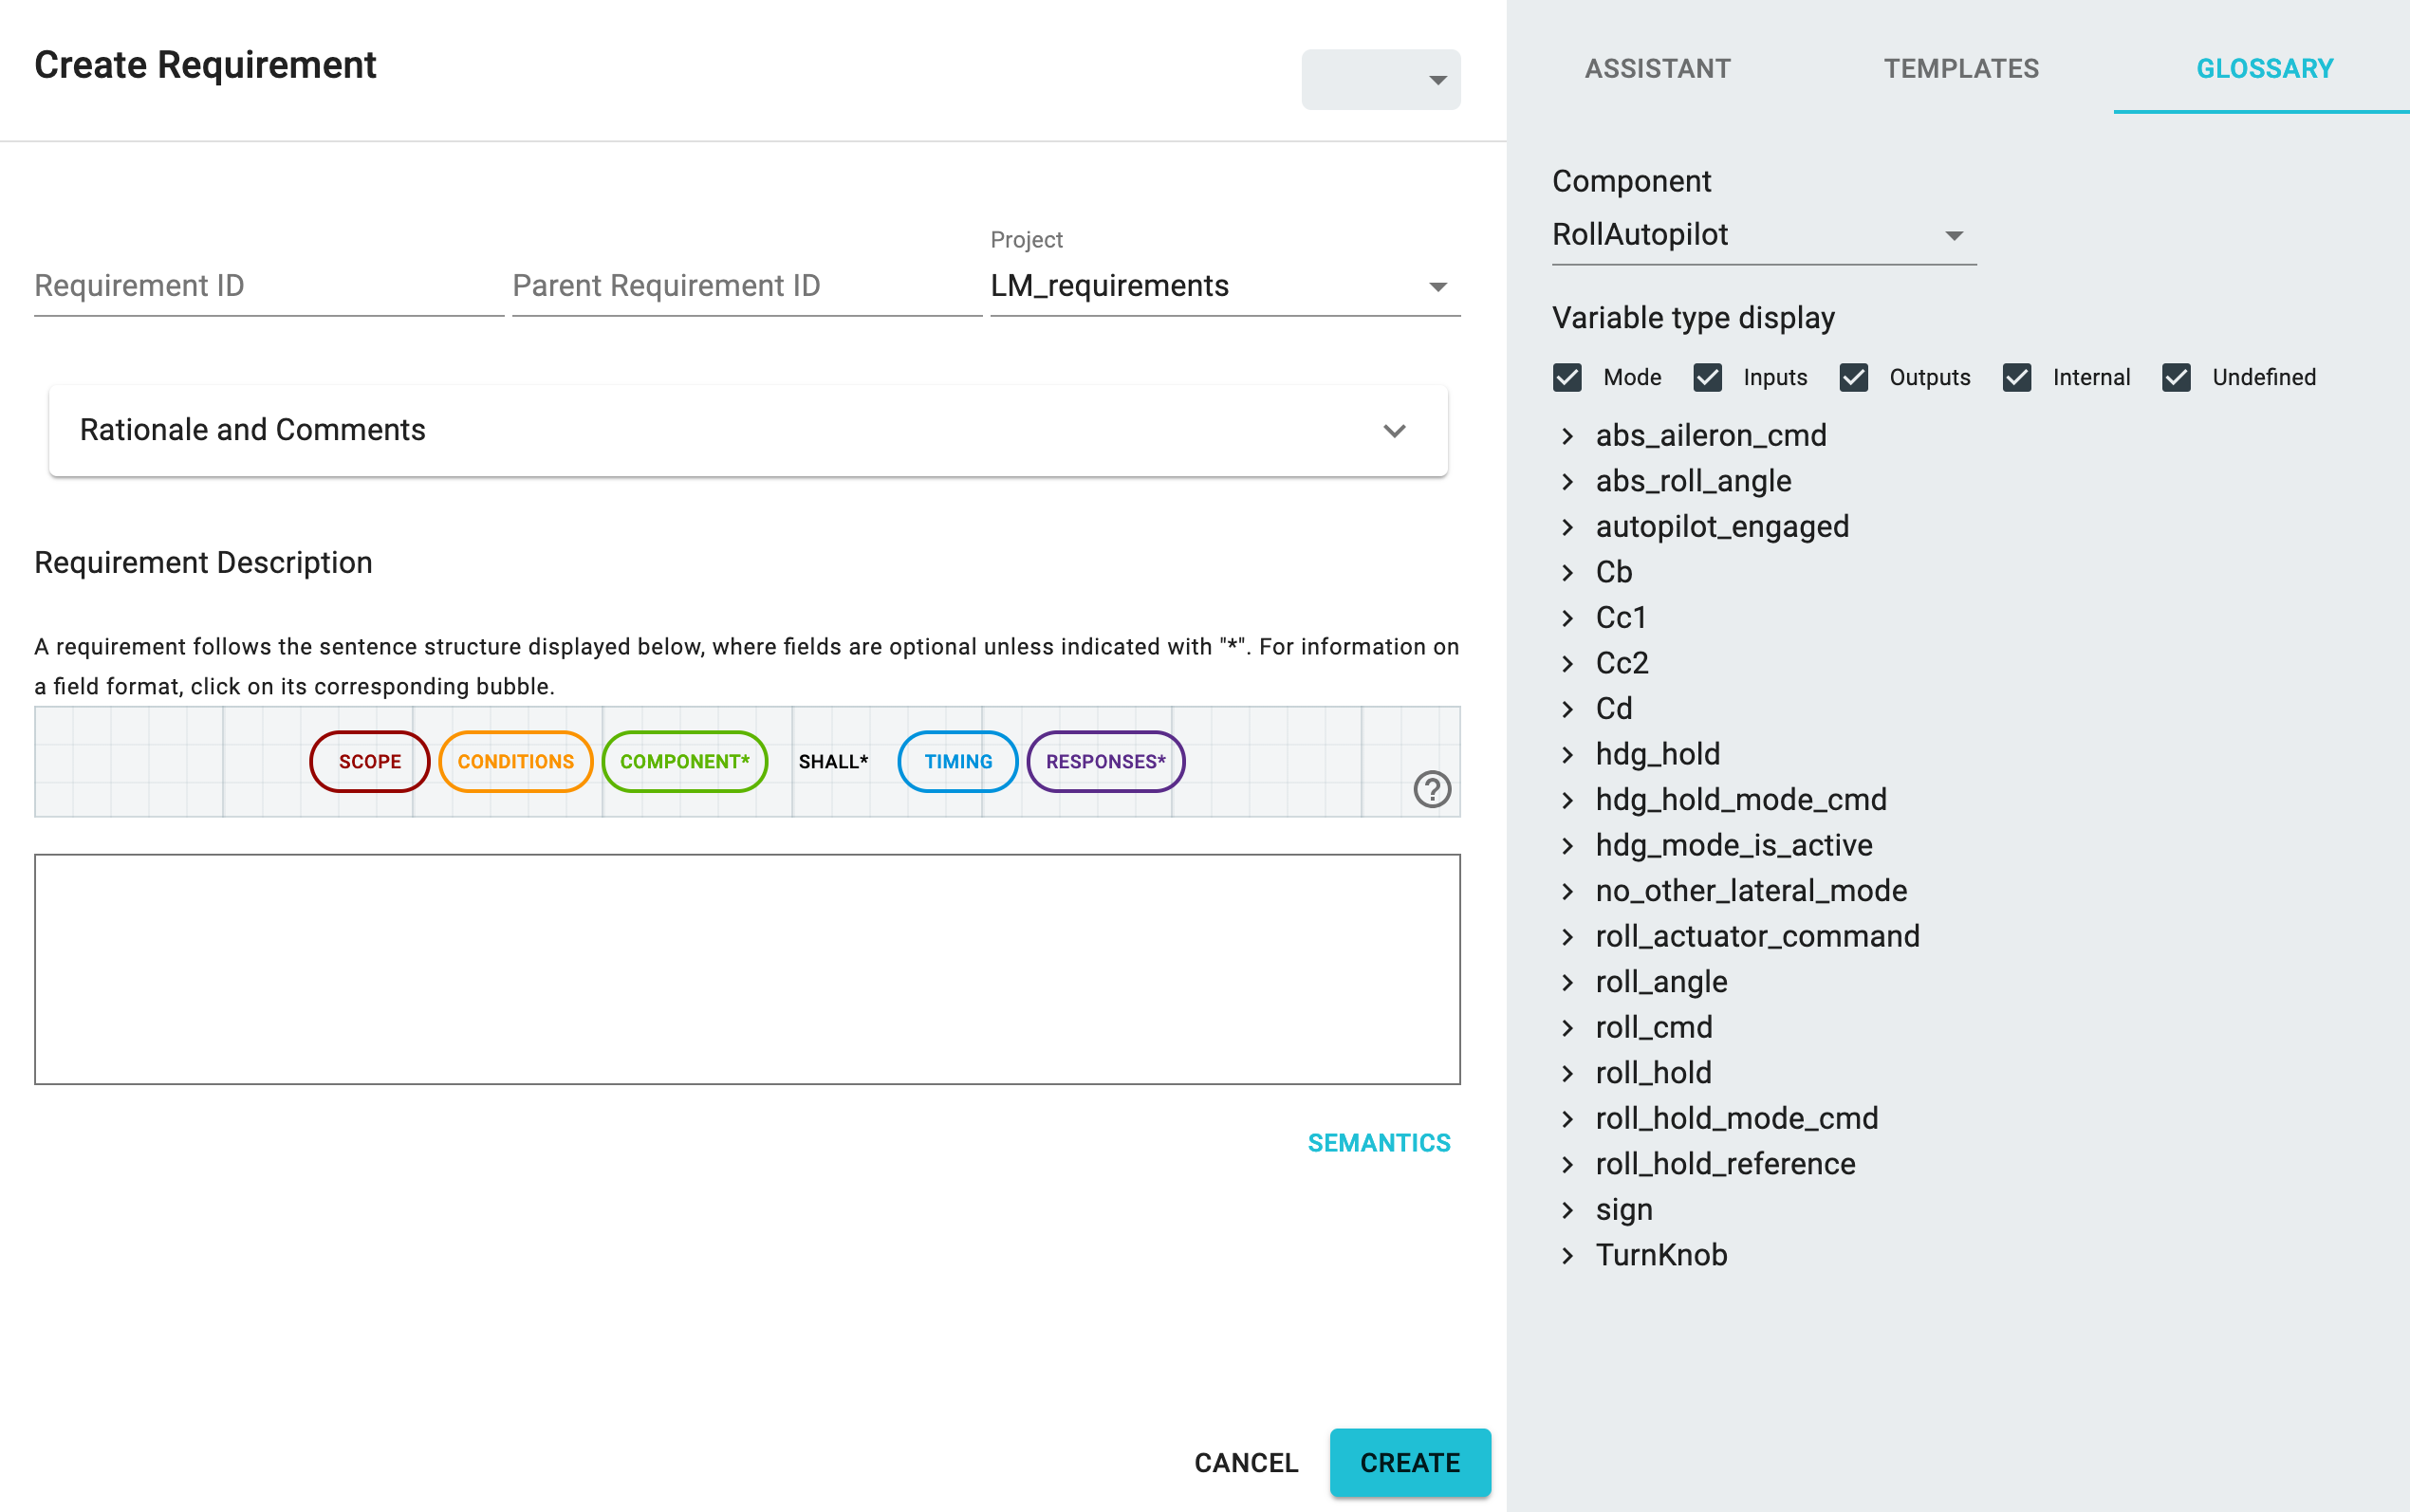 Create Requirement
Requirement ID
Parent Requirement ID
Project
LM_requirements
Rationale and Comments
Requirement Description
A requirement follows the sentence structure displayed below, where fields are optional unless indicated with "*". For information on
a field format, click on its corresponding bubble.
SCOPE CONDITIONS COMPONENT* SHALL* TIMING RESPONSES*
?
SEMANTICS
CANCEL CREATE
ASSISTANT TEMPLATES GLOSSARY
Component
RollAutopilot
Variable type display
Mode Inputs Outputs Internal Undefined
abs_aileron_cmd
abs_roll_angle
autopilot_engaged
Cb
Cc1
Cc2
Cd
hdg_hold
hdg_hold_mode_cmd
hdg_mode_is_active
no_other_lateral_mode
roll_actuator_command
roll_angle
roll_cmd
roll_hold
roll_hold_mode_cmd
roll_hold_reference
sign
TurnKnob